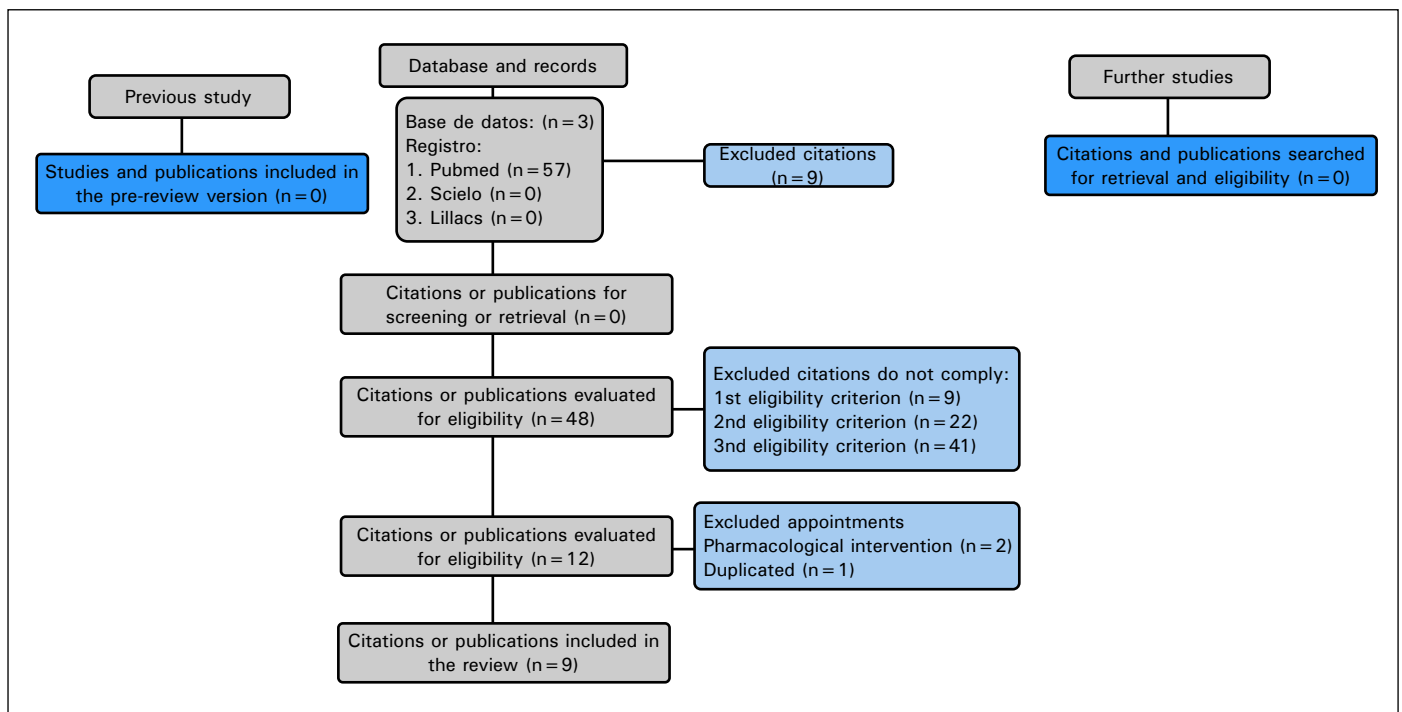 Database and records
Previous study
Further studies
Base de datos: (n=3)
Registro:
1. Pubmed (n=57)
2. Scielo (n=0)
3. Lillacs (n=0)
Excluded citations
(n=9)
Studies and publications included in
the pre-review version (n=0)
Citations and publications searched
for retrieval and eligibility (n=0)
Citations or publications for
screening or retrieval (n=0)
Citations or publications evaluated
for eligibility (n=48)
Excluded citations do not comply:
1st eligibility criterion (n=9)
2nd eligibility criterion (n=22)
3nd eligibility criterion (n=41)
Citations or publications evaluated
for eligibility (n=12)
Excluded appointments
Pharmacological intervention (n=2)
Duplicated (n=1)
Citations or publications included in
the review (n=9)